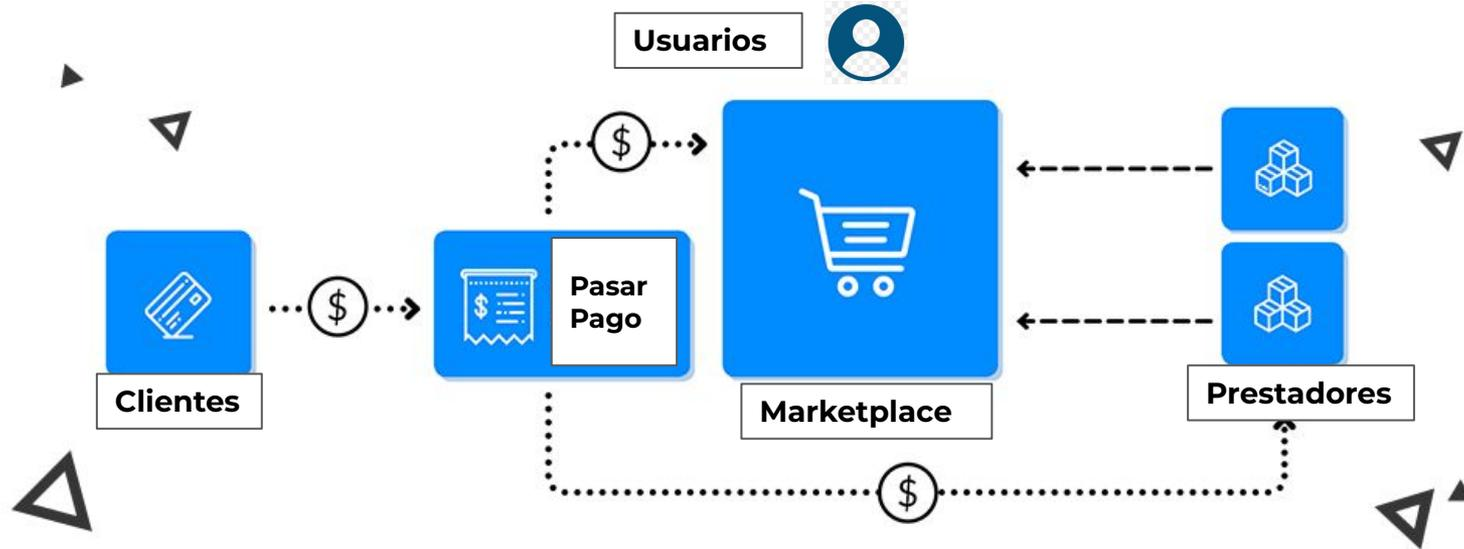 Usuarios
$
$
Pasar
Pago
$
Clientes
Marketplace
Prestadores
$